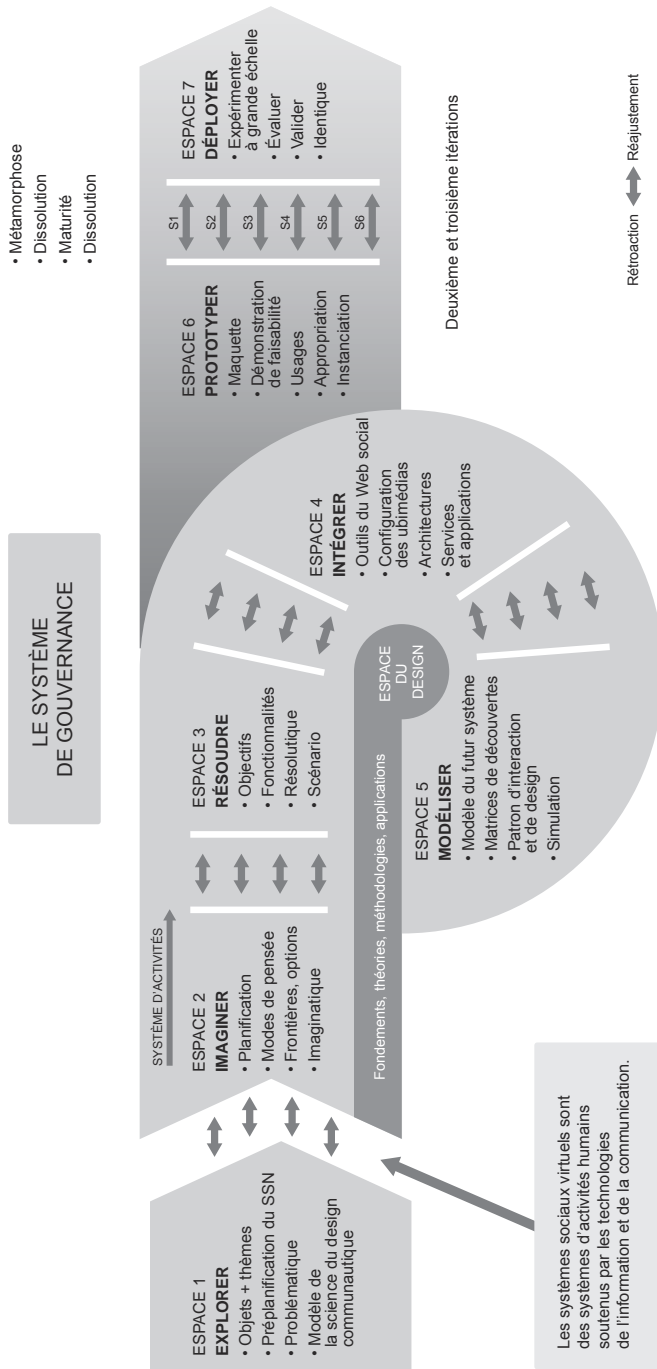 LE SYSTÈME
DE GOUVERNANCE
• Métamorphose
• Dissolution
• Maturité
• Dissolution
SYSTÈME D'ACTIVITÉS
ESPACE 1
EXPLORER
• Objets + thèmes
• Préplanification du SSN
• Problématique
• Modèle de
la science du design
communautique
ESPACE 2
IMAGINER
• Planification
• Modes de pensée
• Frontières, options
• Imaginatique
ESPACE 3
RÉSOUDRE
• Objectifs
• Fonctionnalités
• Résolutique
• Scénario
ESPACE 4
INTÉGRER
• Outils du Web social
• Configuration
des ubimédias
• Architectures
• Services
et applications
ESPACE 5
MODÉLISER
• Modèle du futur système
• Matrices de découvertes
• Patron d'interaction
et de design
• Simulation
ESPACE 6
PROTOTYPER
• Maquette
• Démonstration
de faisabilité
• Usages
• Appropriation
• Instanciation
S1
S2
S3
S4
S5
S6
ESPACE 7
DÉPLOYER
• Expérimenter
à grande échelle
• Évaluer
• Valider
• Identique
Fondements, théories, méthodologies, applications
ESPACE
DU
DESIGN
Deuxième et troisième itérations
Les systèmes sociaux virtuels sont
des systèmes d'activités humains
soutenus par les technologies
de l'information et de la communication.
Rétroaction Réajustement